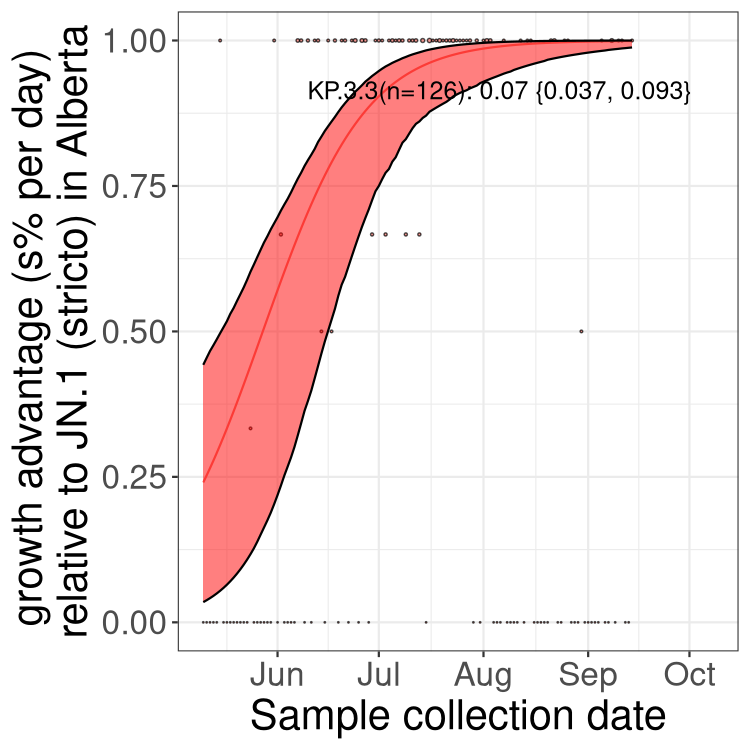 growth advantage (s% per day)
relative to JN.1 (stricto) in Alberta
1.00
0.75
0.50
0.25
0.00
KP.3.3(n=126): 0.07 {0.037, 0.093}
Jun Jul Aug Sep Oct
Sample collection date